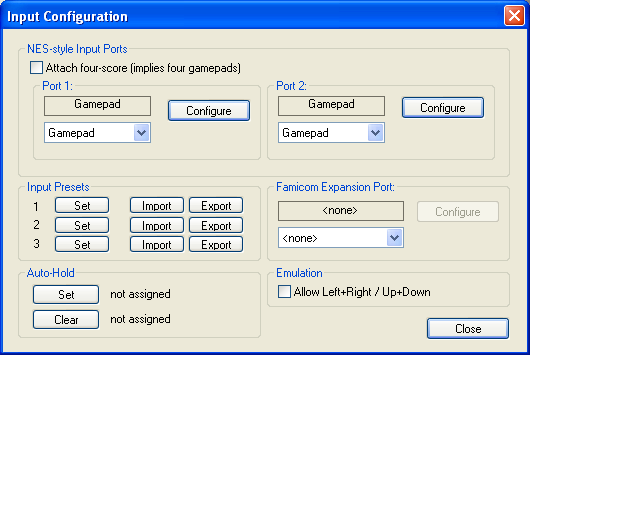 Input Configuration
NES-style Input Ports
Attach four-score (implies four gamepads)
Port 1:
Gamepad
Configure
Gamepad
Port 2:
Gamepad
Configure
Gamepad
Input Presets
1 Set Import Export
2 Set Import Export
3 Set Import Export
Famicom Expansion Port:
<none>
Configure
<none>
Auto-Hold
Set not assigned
Clear not assigned
Emulation
Allow Left+Right / Up+Down
Close